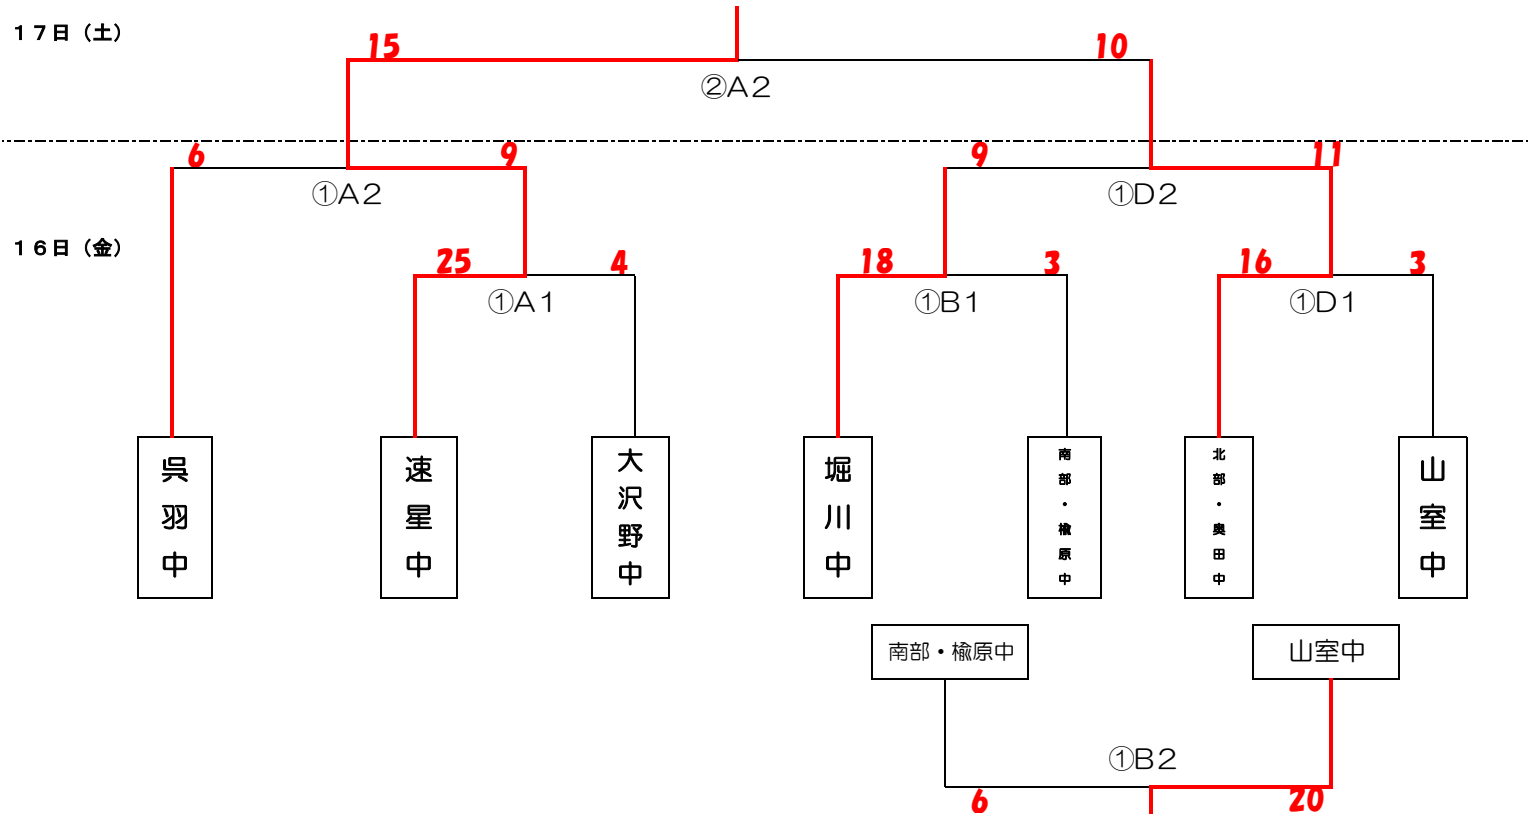 １７日（土）
15
10
②Ａ２
6
9
9
11
①Ａ２
①Ｄ２
１６日（金）
25
4
18
3
16
3
①Ａ１
①Ｂ１
①Ｄ１
呉羽中
速星中
大沢野中
堀川中
南部・楡原中
北部・奥田中
山室中
南部・楡原中
山室中
①Ｂ２
6
20